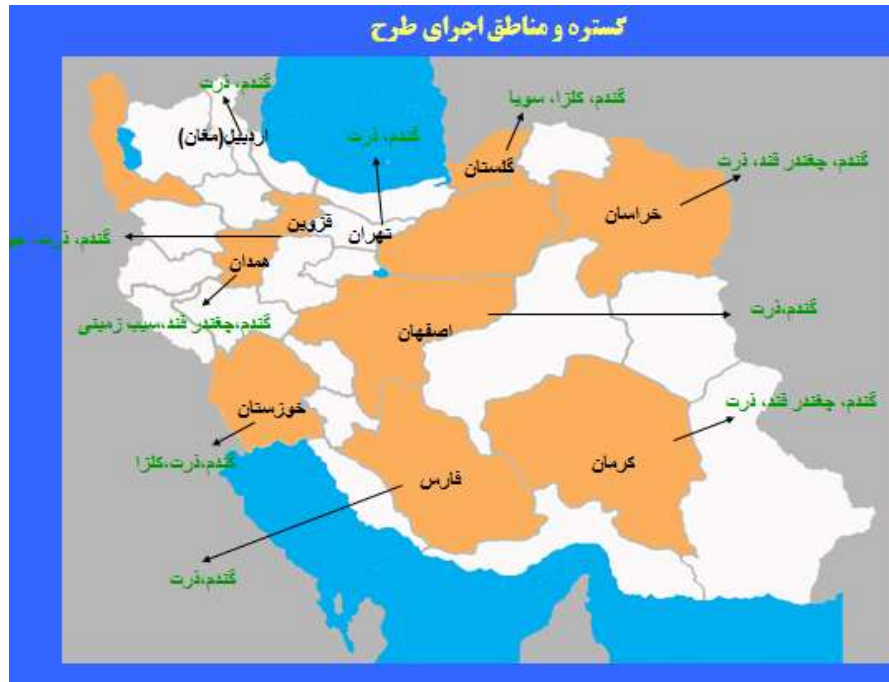 گستره و مناطق اجرای طرح
گندم، ذرت
اردبیل(مغان)
گندم، ذرت
گندم، کلزا، سویا
گلستان
گندم، چغندر قند، ذرت
خراسان
قزوین
تهران
گندم، ذرت،
همدان
گندم،چغندر قند،سیب زمینی
اصفهان
گندم،ذرت
خوزستان
گندم،ذرت،کلزا
گندم، چغندر قند، ذرت
کرمان
فارس
گندم،ذرت